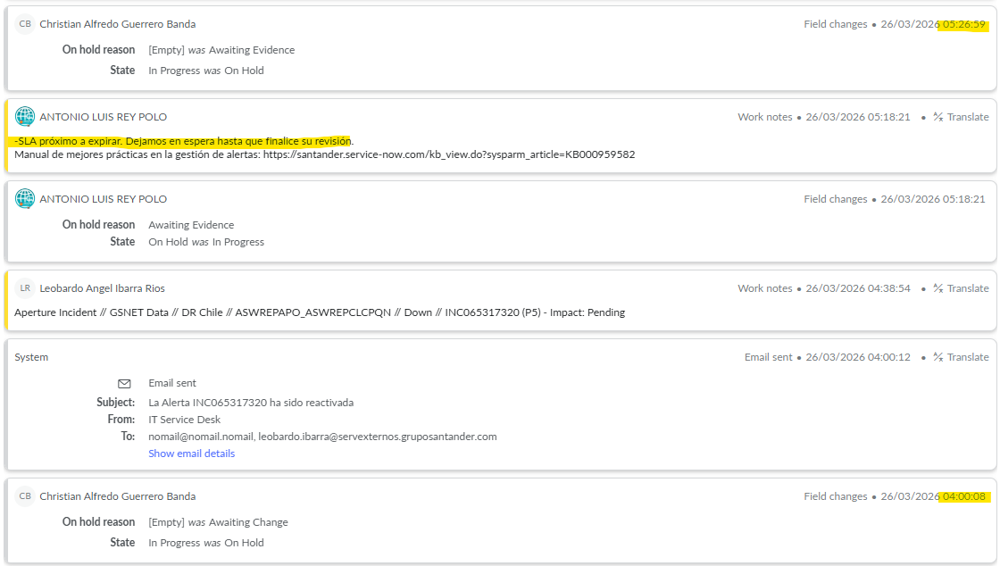 CB Christian Alfredo Guerrero Banda Field changes • 26/03/2026 05:26:59
On hold reason [Empty] was Awaiting Evidence
State In Progress was On Hold
ANTONIO LUIS REY POLO Work notes • 26/03/2026 05:18:21 • Translate
-SLA próximo a expirar. Dejamos en espera hasta que finalice su revisión.
Manual de mejores prácticas en la gestión de alertas: https://santander.service-now.com/kb_view.do?sysparm_article=KB000959582
ANTONIO LUIS REY POLO Field changes • 26/03/2026 05:18:21
On hold reason Awaiting Evidence
State On Hold was In Progress
LR Leobardo Angel Ibarra Rios Work notes • 26/03/2026 04:38:54 • Translate
Aperture Incident // GSNET Data // DR Chile // ASWREPAPO_ASWREPCLCPQN // Down // INC065317320 (P5) - Impact: Pending
System Email sent • 26/03/2026 04:00:12 • Translate
Email sent
Subject: La Alerta INC065317320 ha sido reactivada
From: IT Service Desk
To: nomail@nomail.nomail, leobardo.ibarra@servexternos.gruposantander.com
Show email details
CB Christian Alfredo Guerrero Banda Field changes • 26/03/2026 04:00:08
On hold reason [Empty] was Awaiting Change
State In Progress was On Hold